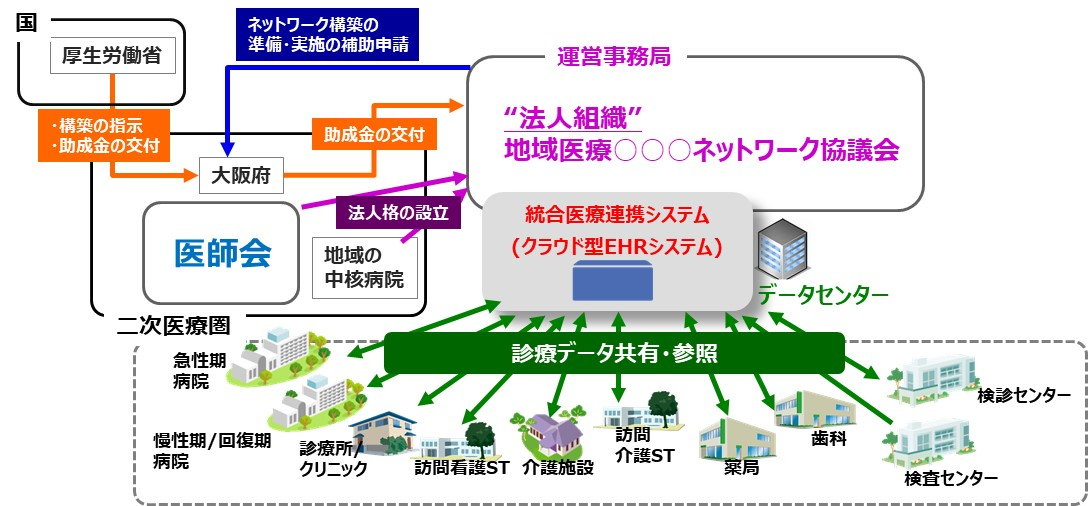 国
厚生労働省
ネットワーク構築の
準備・実施の補助申請
運営事務局
・構築の指示
・助成金の交付
助成金の交付
“法人組織”
地域医療○○○ネットワーク協議会
大阪府
法人格の設立
医師会
地域の
中核病院
統合医療連携システム
(クラウド型EHRシステム)
データセンター
二次医療圏
診療データ共有・参照
急性期
病院
慢性期/回復期
病院
診療所/
クリニック
訪問看護ST
介護施設
訪問
介護ST
薬局
歯科
検診センター
検査センター